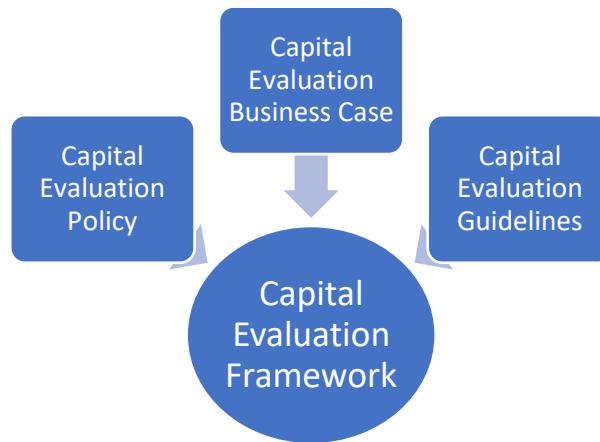 Capital
Evaluation
Business Case
Capital
Evaluation
Policy
Capital
Evaluation
Guidelines
Capital
Evaluation
Framework